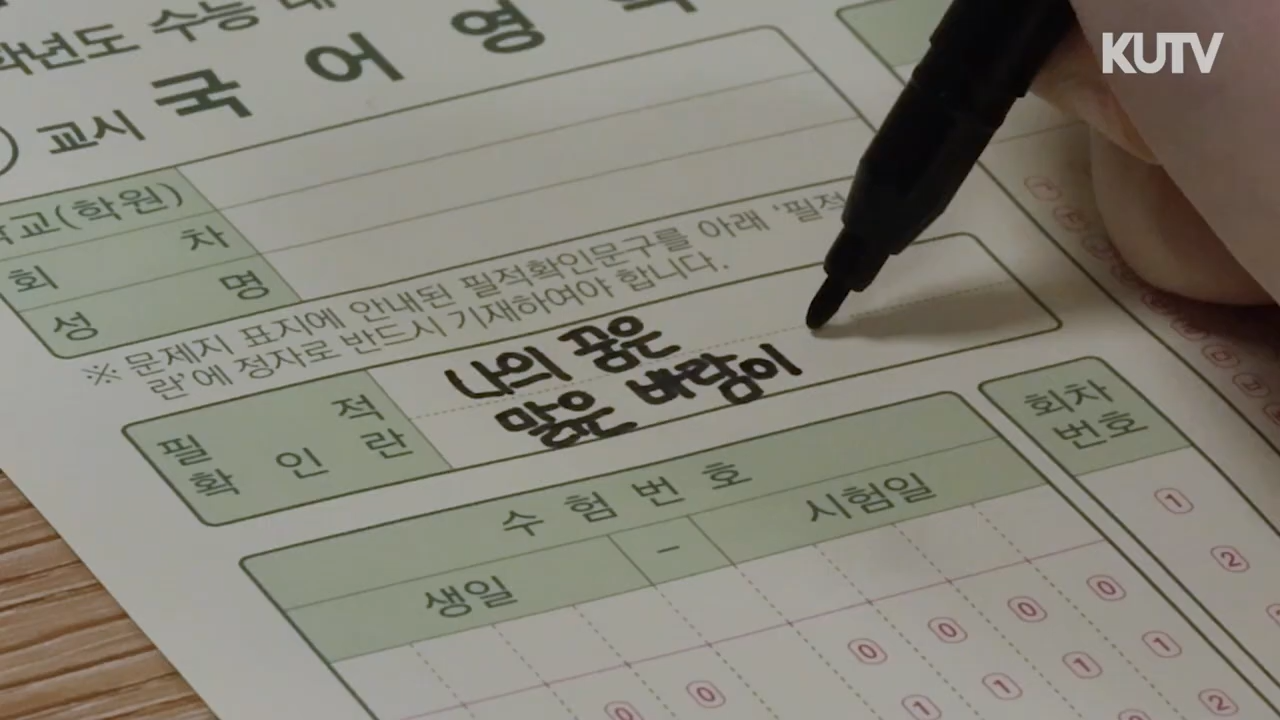 KUTV
학년도 수능 대
교시 국 어 영
학교(학원)
회 차
성 명
※ 문제지 표지에 안내된 필적확인문구를 아래 '필적
란'에 정자로 반드시 기재하여야 합니다.
필 적
확 인 란
나의 꿈은
맑은 바람이
수 험 번 호
생일 - 시험일
회차
번호
1
2
0 0 0 0
0 0
1 1 1
2